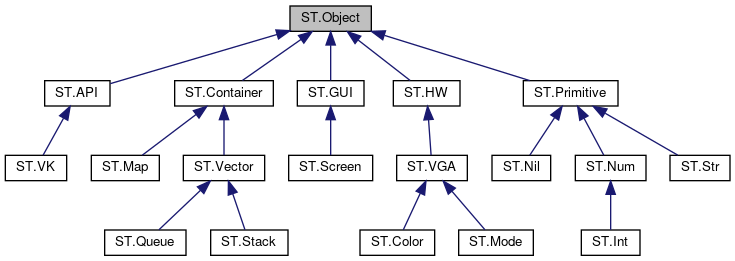 ST.Object
ST.API
ST.Container
ST.GUI
ST.HW
ST.Primitive
ST.VK
ST.Map
ST.Vector
ST.Screen
ST.VGA
ST.Nil
ST.Num
ST.Str
ST.Queue
ST.Stack
ST.Color
ST.Mode
ST.Int